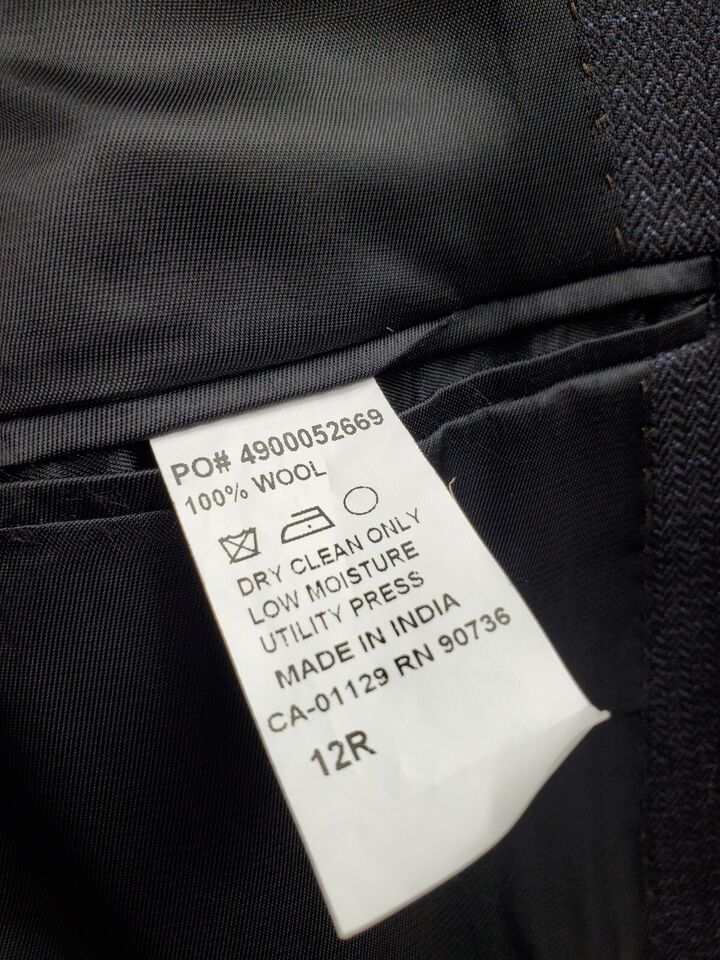 PO# 4900052669
100% WOOL
DRY CLEAN ONLY
LOW MOISTURE
UTILITY PRESS
MADE IN INDIA
CA-01129 RN 90736
12R